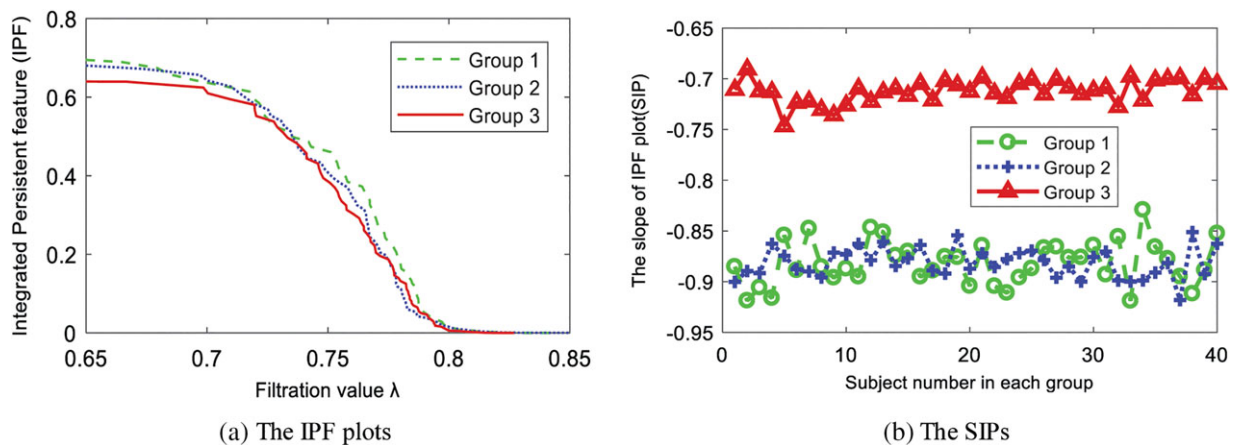 0.8
0.6
0.4
0.2
0
Integrated Persistent feature (IPF)
Group 1
Group 2
Group 3
0.65 0.7 0.75 0.8 0.85
Filtration value λ
(a) The IPF plots
-0.65
-0.7
-0.75
-0.8
-0.85
-0.9
-0.95
The slope of IPF plot(SIP)
Group 1
Group 2
Group 3
0 10 20 30 40
Subject number in each group
(b) The SIPs